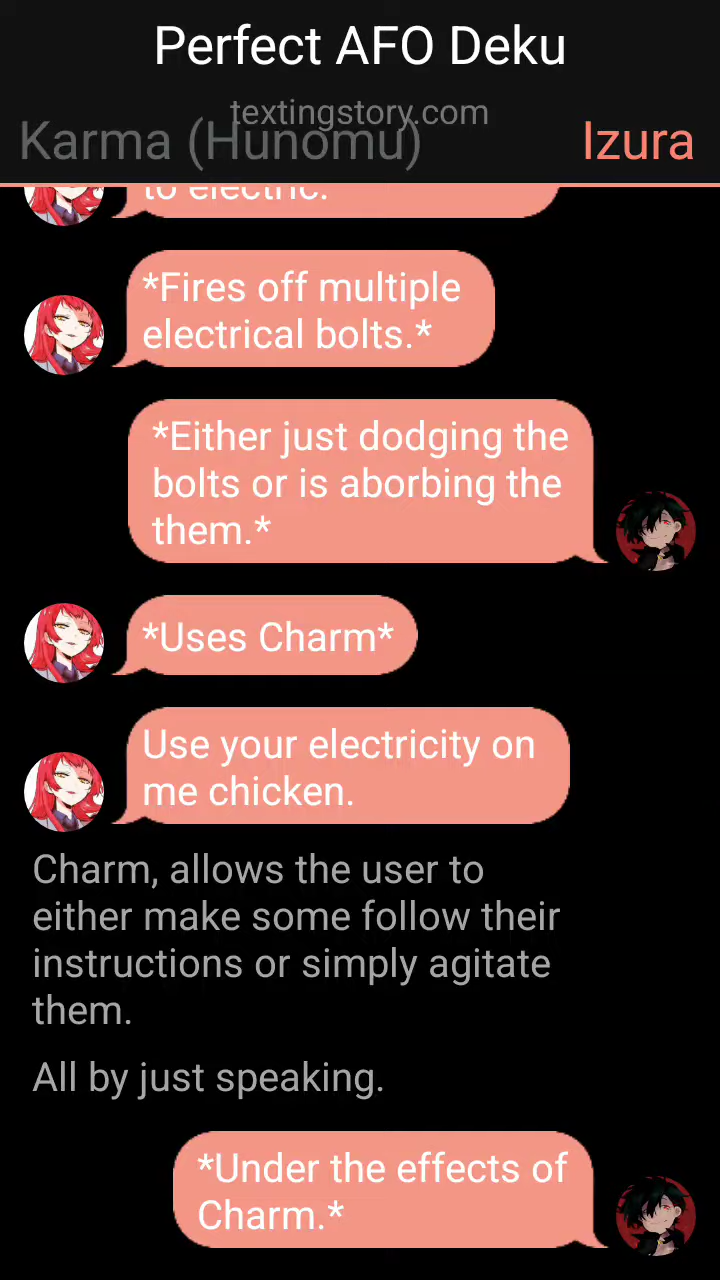 Perfect AFO Deku
textingstory.com
Karma (Hunomu)
Izura
to electric.
*Fires off multiple
electrical bolts.*
*Either just dodging the
bolts or is aborbing the
them.*
*Uses Charm*
Use your electricity on
me chicken.
Charm, allows the user to
either make some follow their
instructions or simply agitate
them.
All by just speaking.
*Under the effects of
Charm.*